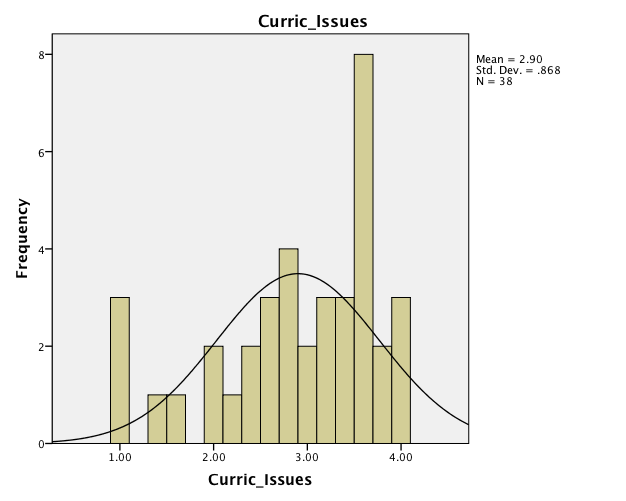 Curric_Issues
Mean = 2.90
Std. Dev. = .868
N = 38
Frequency
8
6
4
2
0
1.00 2.00 3.00 4.00
Curric_Issues